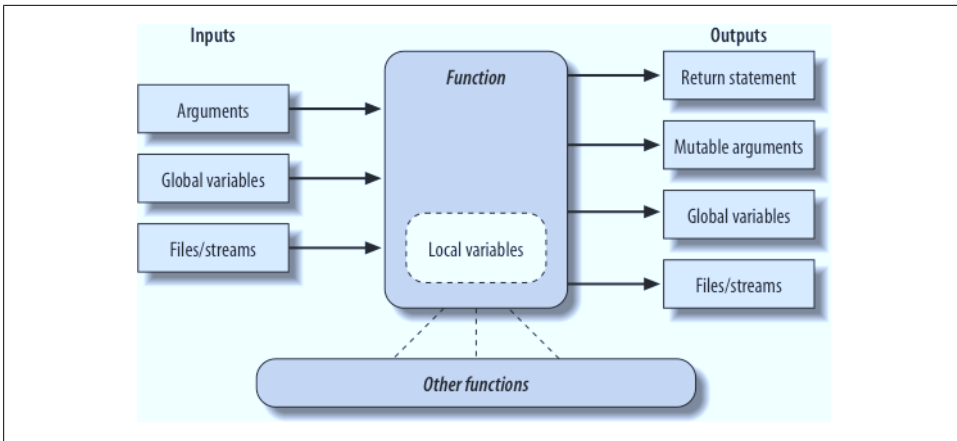 Inputs
Outputs
Function
Return statement
Arguments
Mutable arguments
Global variables
Global variables
Files/streams
Local variables
Files/streams
Other functions